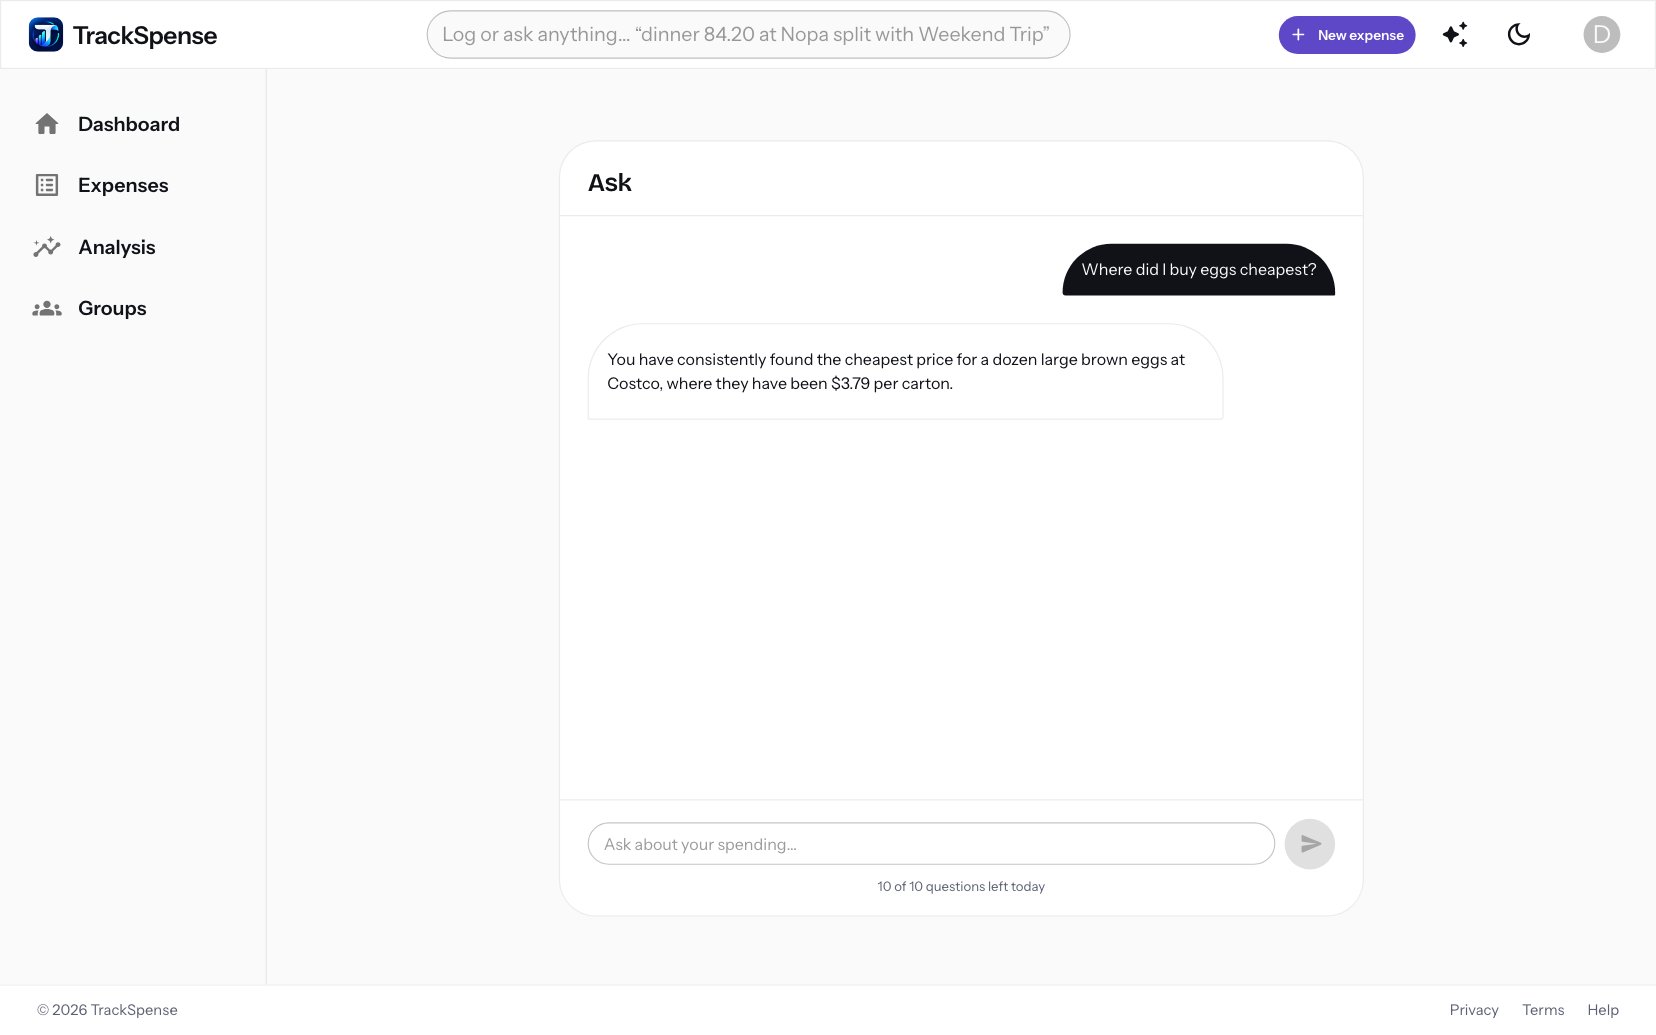 TrackSpense
Log or ask anything... “dinner 84.20 at Nopa split with Weekend Trip”
+ New expense
D
Dashboard
Expenses
Analysis
Groups
Ask
Where did I buy eggs cheapest?
You have consistently found the cheapest price for a dozen large brown eggs at
Costco, where they have been $3.79 per carton.
Ask about your spending...
10 of 10 questions left today
© 2026 TrackSpense
Privacy
Terms
Help